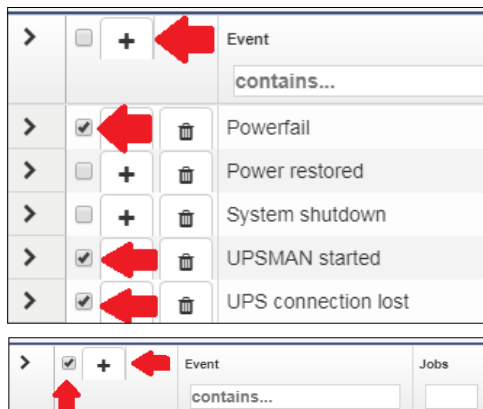 Event
contains...
Powerfail
Power restored
System shutdown
UPSMAN started
UPS connection lost
Event Jobs
contains...